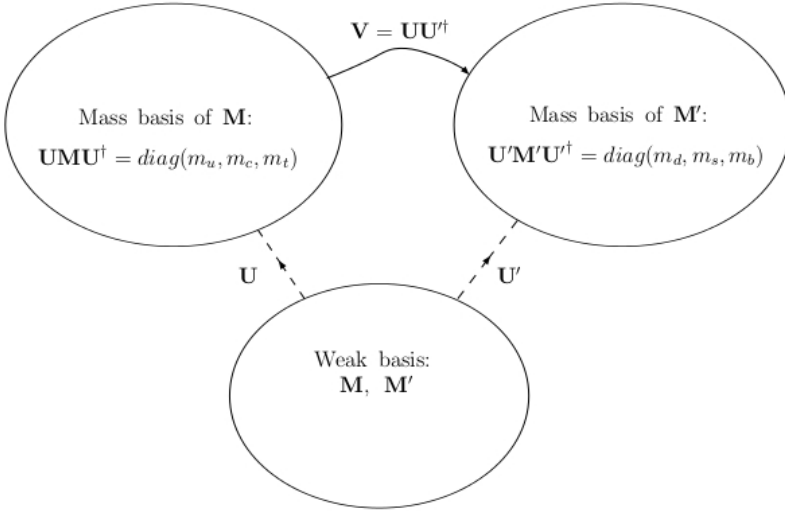 V = UU′†
Mass basis of M:
UMU† = diag(m_u, m_c, m_t)
Mass basis of M′:
U′M′U′† = diag(m_d, m_s, m_b)
U
U′
Weak basis:
M, M′